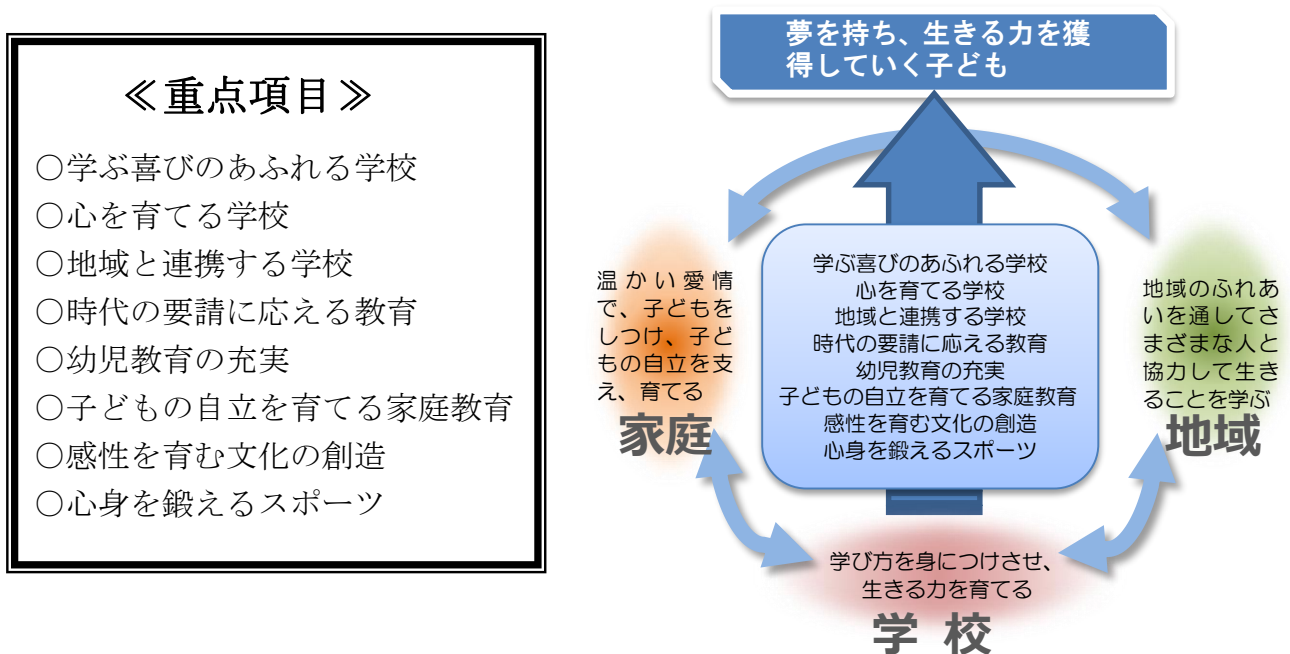 ≪重点項目≫
○学ぶ喜びのあふれる学校
○心を育てる学校
○地域と連携する学校
○時代の要請に応える教育
○幼児教育の充実
○子どもの自立を育てる家庭教育
○感性を育む文化の創造
○心身を鍛えるスポーツ
夢を持ち、生きる力を獲
得していく子ども
温かい愛情
で、子どもを
しつけ、子ど
もの自立を支
え、育てる
家庭
学ぶ喜びのあふれる学校
心を育てる学校
地域と連携する学校
時代の要請に応える教育
幼児教育の充実
子どもの自立を育てる家庭教育
感性を育む文化の創造
心身を鍛えるスポーツ
地域のふれあ
いを通してさ
まざまな人と
協力して生き
ることを学ぶ
地域
学び方を身につけさせ、
生きる力を育てる
学 校